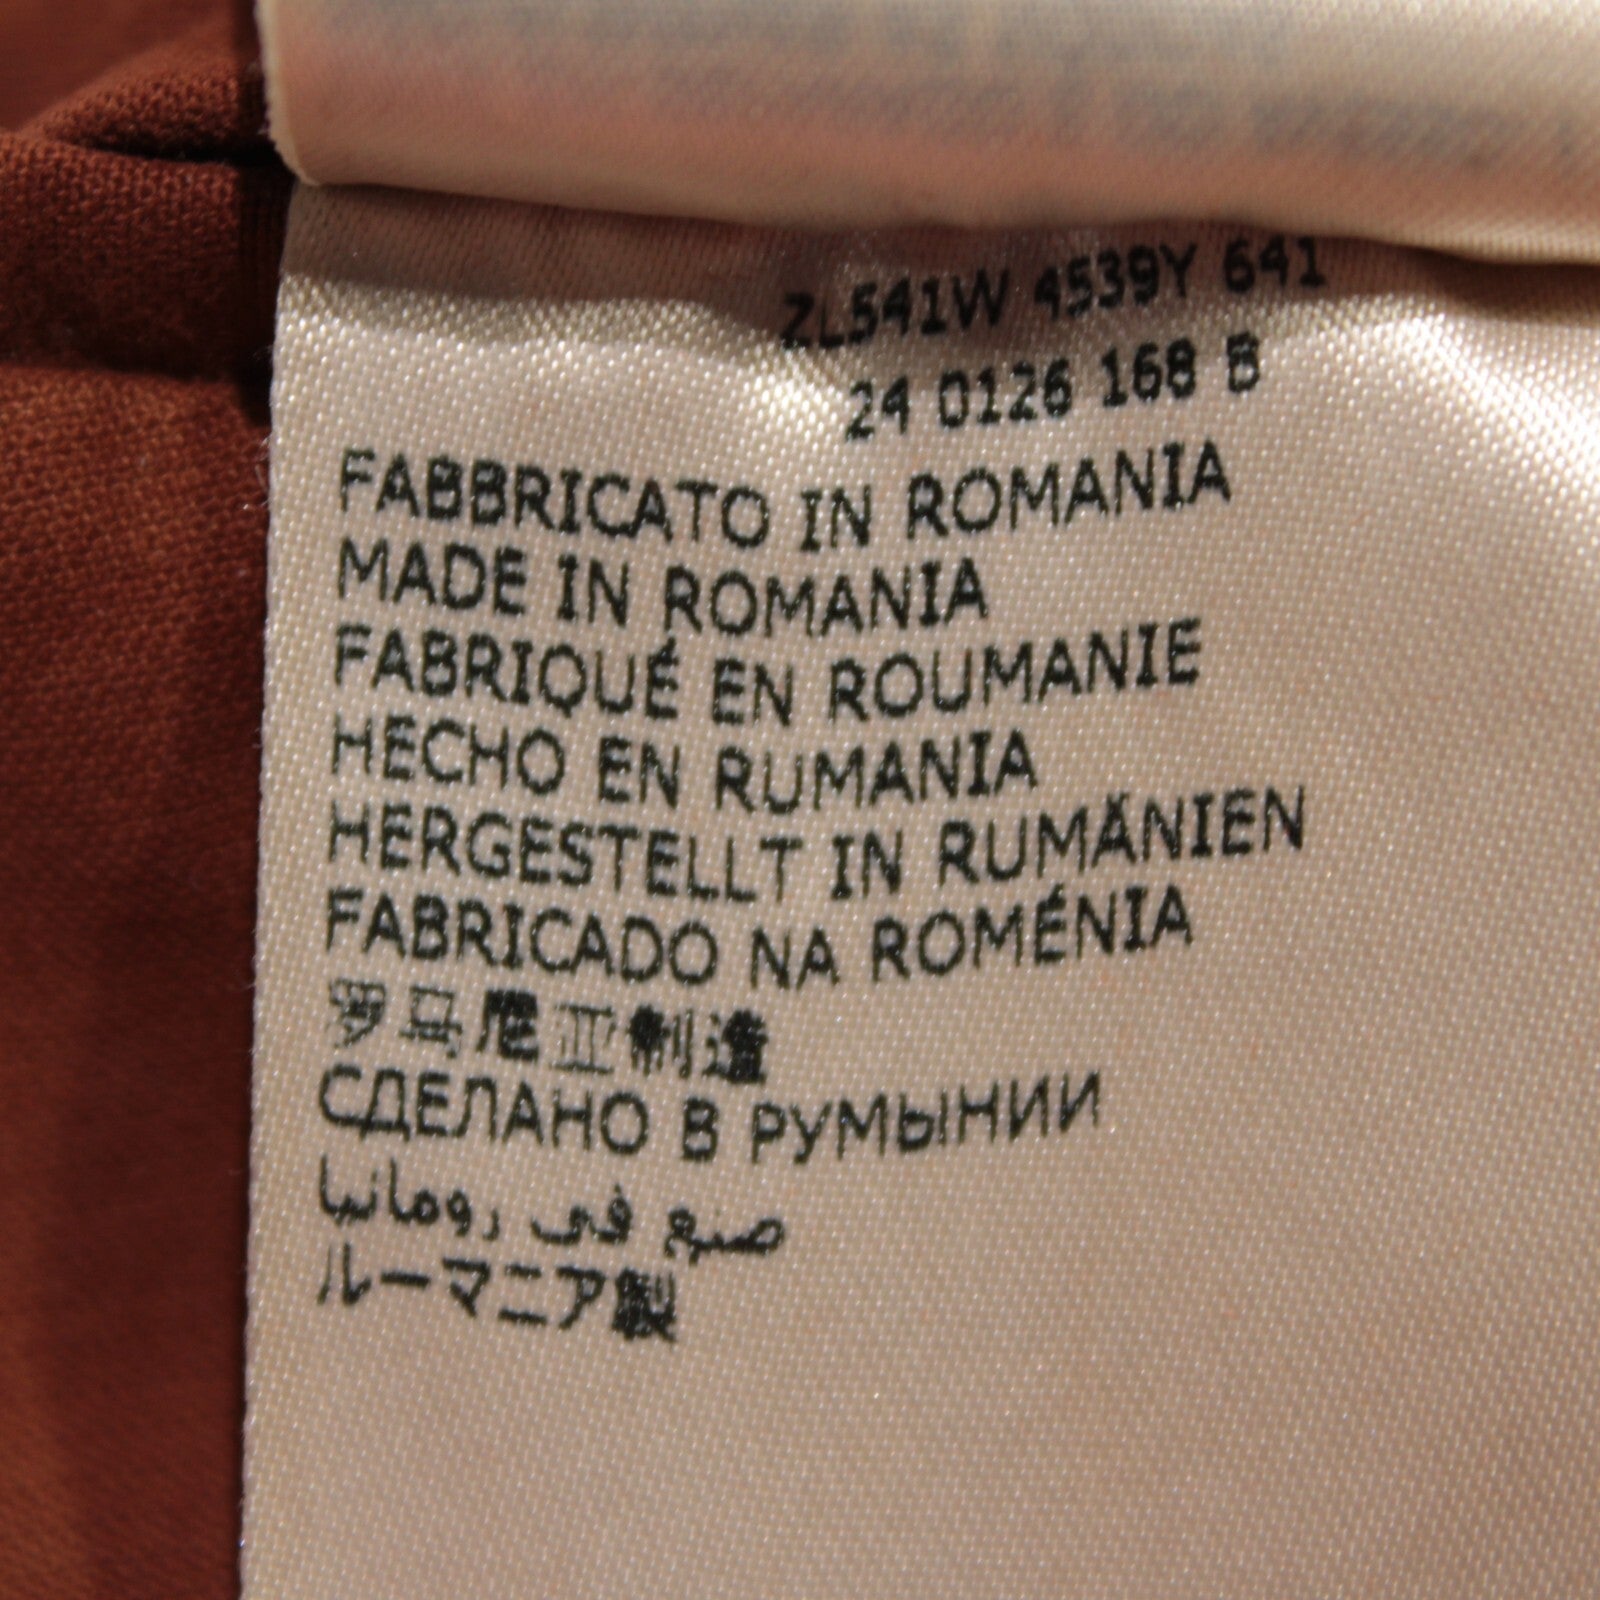 ZL541W 4539Y 641
24 0126 168 B
FABBRICATO IN ROMANIA
MADE IN ROMANIA
FABRIQUÉ EN ROUMANIE
HECHO EN RUMANIA
HERGESTELLT IN RUMÄNIEN
FABRICADO NA ROMÉNIA
罗马尼亚制造
СДЕЛАНО В РУМЫНИИ
صنع فى رومانيا
ルーマニア製